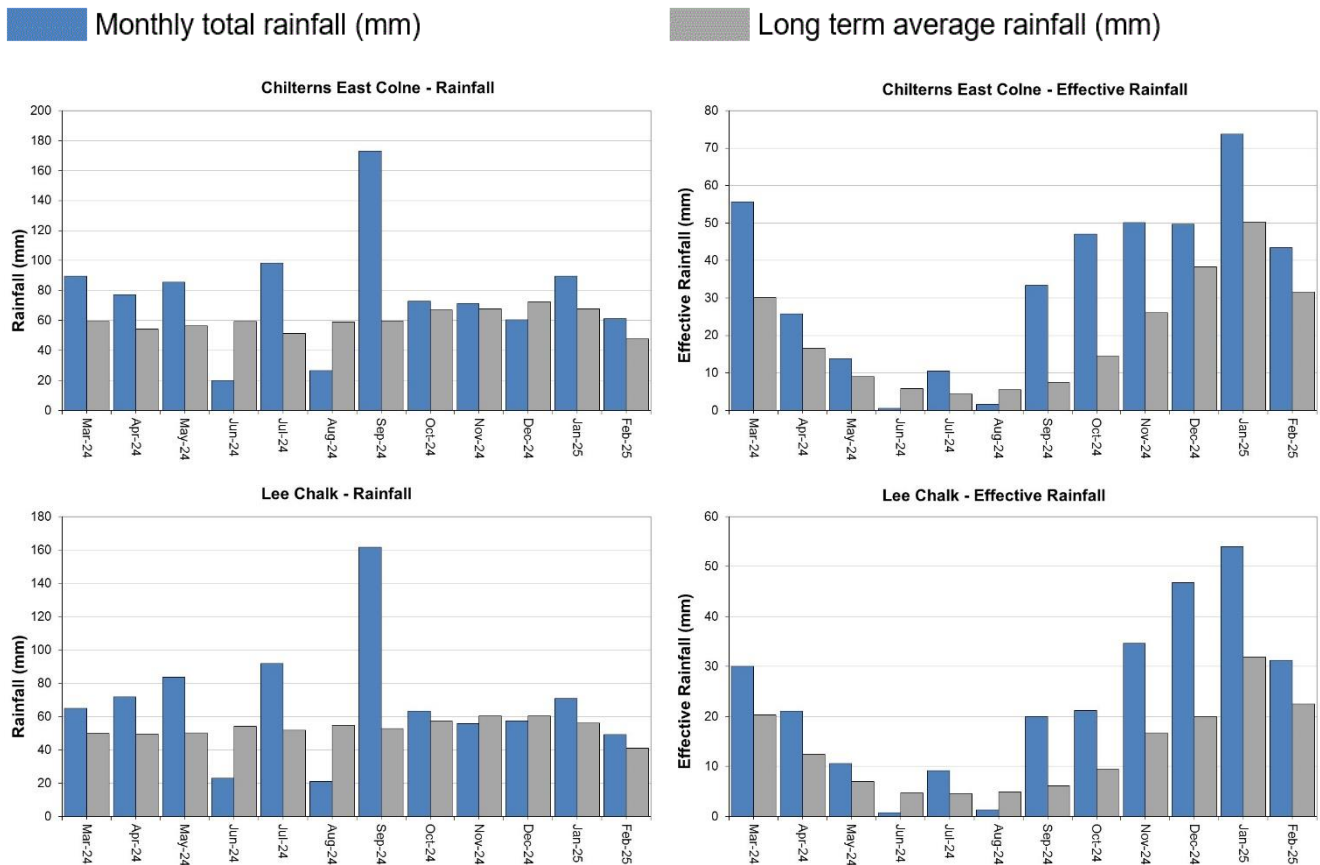 Monthly total rainfall (mm)
Long term average rainfall (mm)
Chilterns East Colne - Rainfall
Rainfall (mm)
200
180
160
140
120
100
80
60
40
20
0
Mar-24
Apr-24
May-24
Jun-24
Jul-24
Aug-24
Sep-24
Oct-24
Nov-24
Dec-24
Jan-25
Feb-25
Chilterns East Colne - Effective Rainfall
Effective Rainfall (mm)
80
70
60
50
40
30
20
10
0
Mar-24
Apr-24
May-24
Jun-24
Jul-24
Aug-24
Sep-24
Oct-24
Nov-24
Dec-24
Jan-25
Feb-25
Lee Chalk - Rainfall
Rainfall (mm)
180
160
140
120
100
80
60
40
20
0
Mar-24
Apr-24
May-24
Jun-24
Jul-24
Aug-24
Sep-24
Oct-24
Nov-24
Dec-24
Jan-25
Feb-25
Lee Chalk - Effective Rainfall
Effective Rainfall (mm)
60
50
40
30
20
10
0
Mar-24
Apr-24
May-24
Jun-24
Jul-24
Aug-24
Sep-24
Oct-24
Nov-24
Dec-24
Jan-25
Feb-25